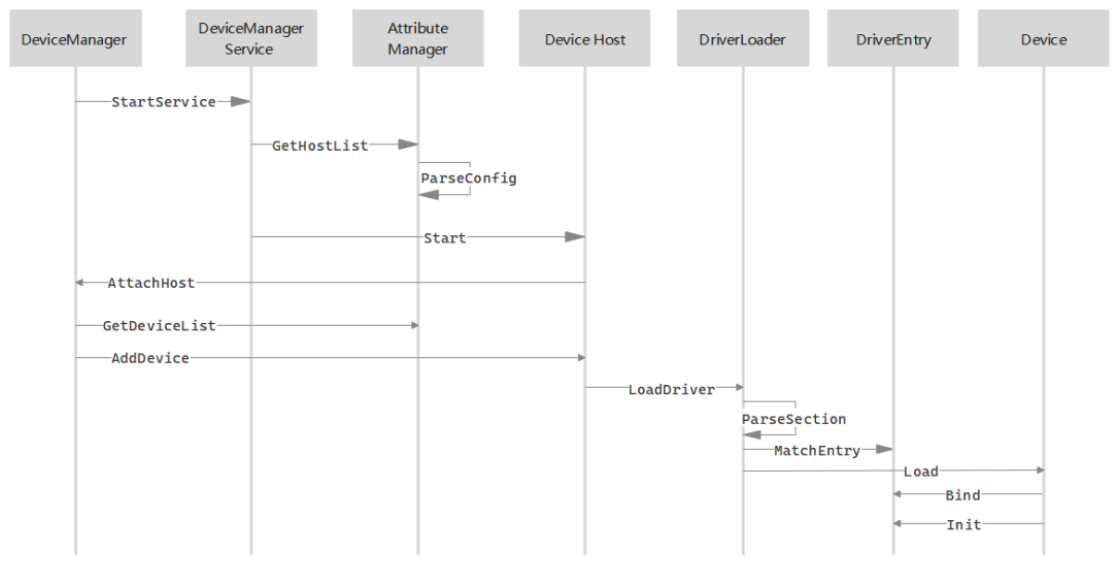 DeviceManager
DeviceManager
Service
Attribute
Manager
Device Host
DriverLoader
DriverEntry
Device
StartService
GetHostList
ParseConfig
Start
AttachHost
GetDeviceList
AddDevice
LoadDriver
ParseSection
MatchEntry
Load
Bind
Init